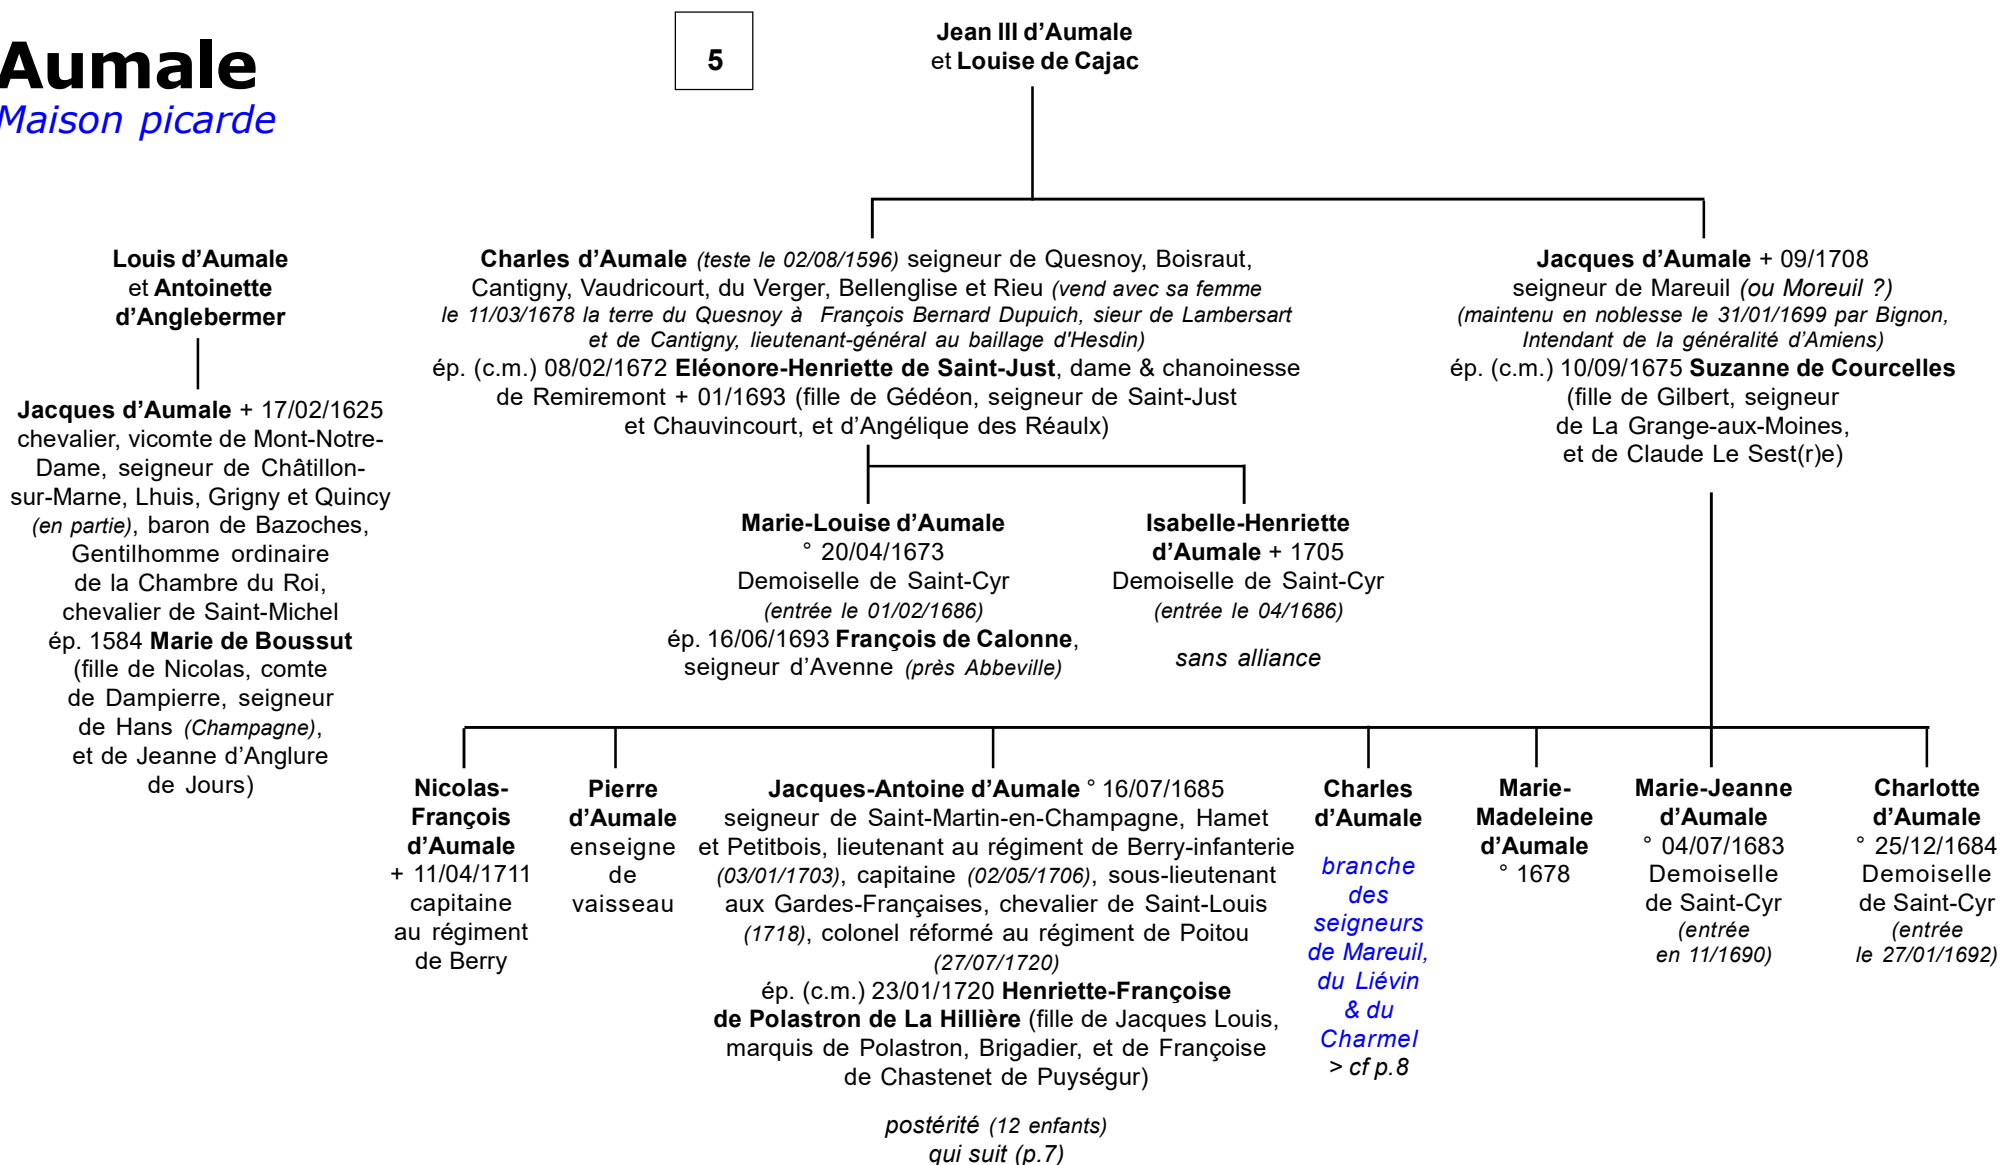 Aumale
Maison picarde
5
Jean III d’Aumale
et Louise de Cajac
Louis d’Aumale
et Antoinette
d’Anglebermer
Jacques d’Aumale + 17/02/1625
chevalier, vicomte de Mont-Notre-
Dame, seigneur de Châtillon-
sur-Marne, Lhuis, Grigny et Quincy
(en partie), baron de Bazoches,
Gentilhomme ordinaire
de la Chambre du Roi,
chevalier de Saint-Michel
ép. 1584 Marie de Boussut
(fille de Nicolas, comte
de Dampierre, seigneur
de Hans (Champagne),
et de Jeanne d’Anglure
de Jours)
Charles d’Aumale (teste le 02/08/1596) seigneur de Quesnoy, Boisraut,
Cantigny, Vaudricourt, du Verger, Bellenglise et Rieu (vend avec sa femme
le 11/03/1678 la terre du Quesnoy à François Bernard Dupuich, sieur de Lambersart
et de Cantigny, lieutenant-général au baillage d'Hesdin)
ép. (c.m.) 08/02/1672 Eléonore-Henriette de Saint-Just, dame & chanoinesse
de Remiremont + 01/1693 (fille de Gédéon, seigneur de Saint-Just
et Chauvincourt, et d’Angélique des Réaulx)
Jacques d’Aumale + 09/1708
seigneur de Mareuil (ou Moreuil ?)
(maintenu en noblesse le 31/01/1699 par Bignon,
Intendant de la généralité d’Amiens)
ép. (c.m.) 10/09/1675 Suzanne de Courcelles
(fille de Gilbert, seigneur
de La Grange-aux-Moines,
et de Claude Le Sest(r)e)
Marie-Louise d’Aumale
° 20/04/1673
Demoiselle de Saint-Cyr
(entrée le 01/02/1686)
ép. 16/06/1693 François de Calonne,
seigneur d’Avenne (près Abbeville)
Isabelle-Henriette
d’Aumale + 1705
Demoiselle de Saint-Cyr
(entrée le 04/1686)
sans alliance
Nicolas-
François
d’Aumale
+ 11/04/1711
capitaine
au régiment
de Berry
Pierre
d’Aumale
enseigne
de
vaisseau
Jacques-Antoine d’Aumale ° 16/07/1685
seigneur de Saint-Martin-en-Champagne, Hamet
et Petitbois, lieutenant au régiment de Berry-infanterie
(03/01/1703), capitaine (02/05/1706), sous-lieutenant
aux Gardes-Françaises, chevalier de Saint-Louis
(1718), colonel réformé au régiment de Poitou
(27/07/1720)
ép. (c.m.) 23/01/1720 Henriette-Françoise
de Polastron de La Hillière (fille de Jacques Louis,
marquis de Polastron, Brigadier, et de Françoise
de Chastenet de Puységur)
postérité (12 enfants)
qui suit (p.7)
Charles
d’Aumale
branche
des
seigneurs
de Mareuil,
du Liévin
& du
Charmel
> cf p.8
Marie-
Madeleine
d’Aumale
° 1678
Marie-Jeanne
d’Aumale
° 04/07/1683
Demoiselle
de Saint-Cyr
(entrée
en 11/1690)
Charlotte
d’Aumale
° 25/12/1684
Demoiselle
de Saint-Cyr
(entrée
le 27/01/1692)